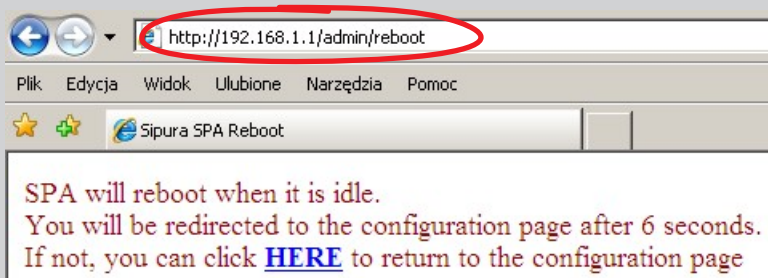 http://192.168.1.1/admin/reboot
Plik Edycja Widok Ulubione Narzędzia Pomoc
Sipura SPA Reboot
SPA will reboot when it is idle.
You will be redirected to the configuration page after 6 seconds.
If not, you can click HERE to return to the configuration page